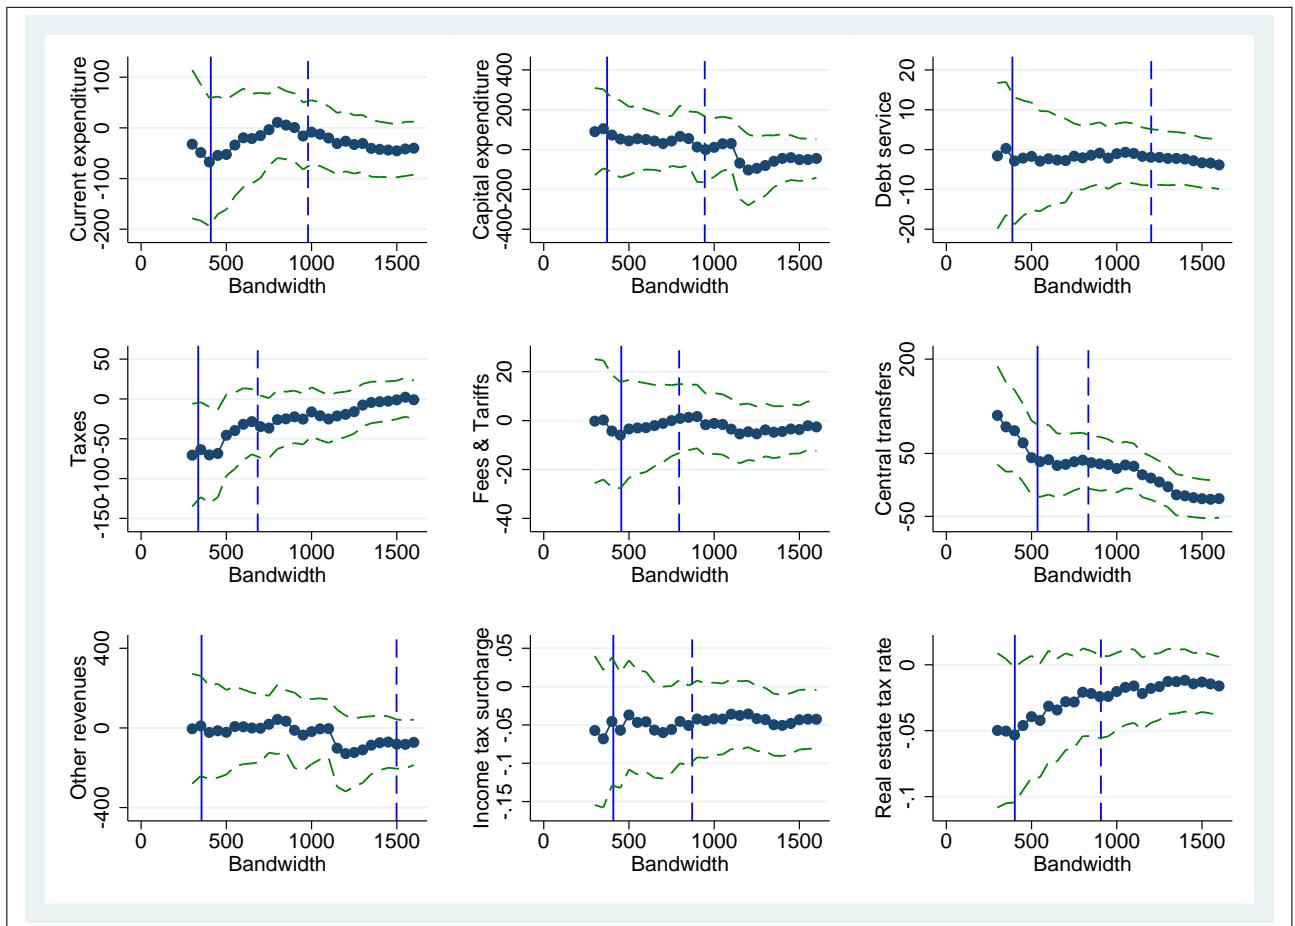 Current expenditure
100
0
-100
-200
0 500 1000 1500
Bandwidth
Capital expenditure
400
200
0
-200
-400
0 500 1000 1500
Bandwidth
Debt service
20
10
0
-10
-20
0 500 1000 1500
Bandwidth
Taxes
50
0
-50
-100
-150
0 500 1000 1500
Bandwidth
Fees & Tariffs
20
0
-20
-40
0 500 1000 1500
Bandwidth
Central transfers
200
50
-50
0 500 1000 1500
Bandwidth
Other revenues
400
0
-400
0 500 1000 1500
Bandwidth
Income tax surcharge
.05
0
-.05
-.1
-.15
0 500 1000 1500
Bandwidth
Real estate tax rate
0
-.05
-.1
0 500 1000 1500
Bandwidth